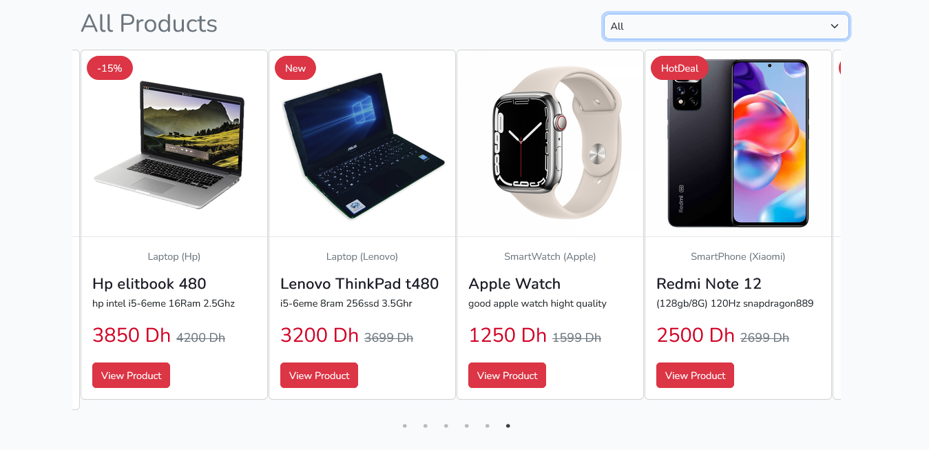 All Products
All
-15%
New
HotDeal
ASUS
Redmi
Laptop (Hp)
Laptop (Lenovo)
SmartWatch (Apple)
SmartPhone (Xiaomi)
Hp elitbook 480
Lenovo ThinkPad t480
Apple Watch
Redmi Note 12
hp intel i5-6eme 16Ram 2.5Ghz
i5-6eme 8ram 256ssd 3.5Ghr
good apple watch hight quality
(128gb/8G) 120Hz snapdragon889
3850 Dh 4200 Dh
3200 Dh 3699 Dh
1250 Dh 1599 Dh
2500 Dh 2699 Dh
View Product
View Product
View Product
View Product